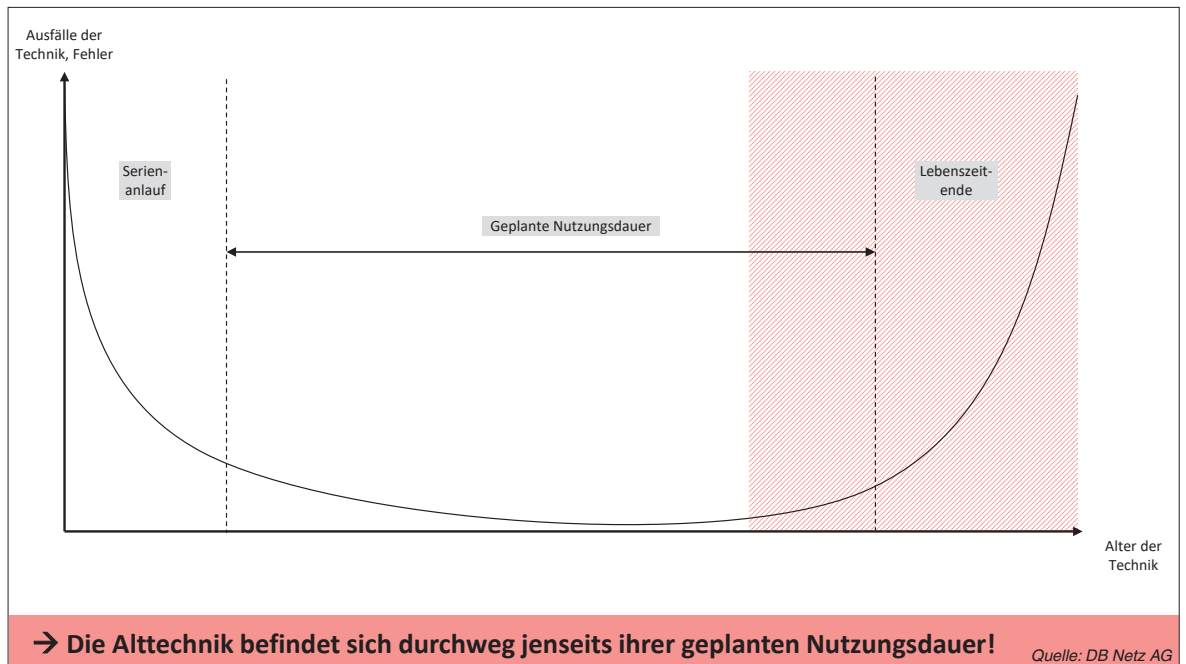 Ausfälle der
Technik, Fehler
Serien-
anlauf
Lebenszeit-
ende
Geplante Nutzungsdauer
Alter der
Technik
→ Die Alttechnik befindet sich durchweg jenseits ihrer geplanten Nutzungsdauer!
Quelle: DB Netz AG